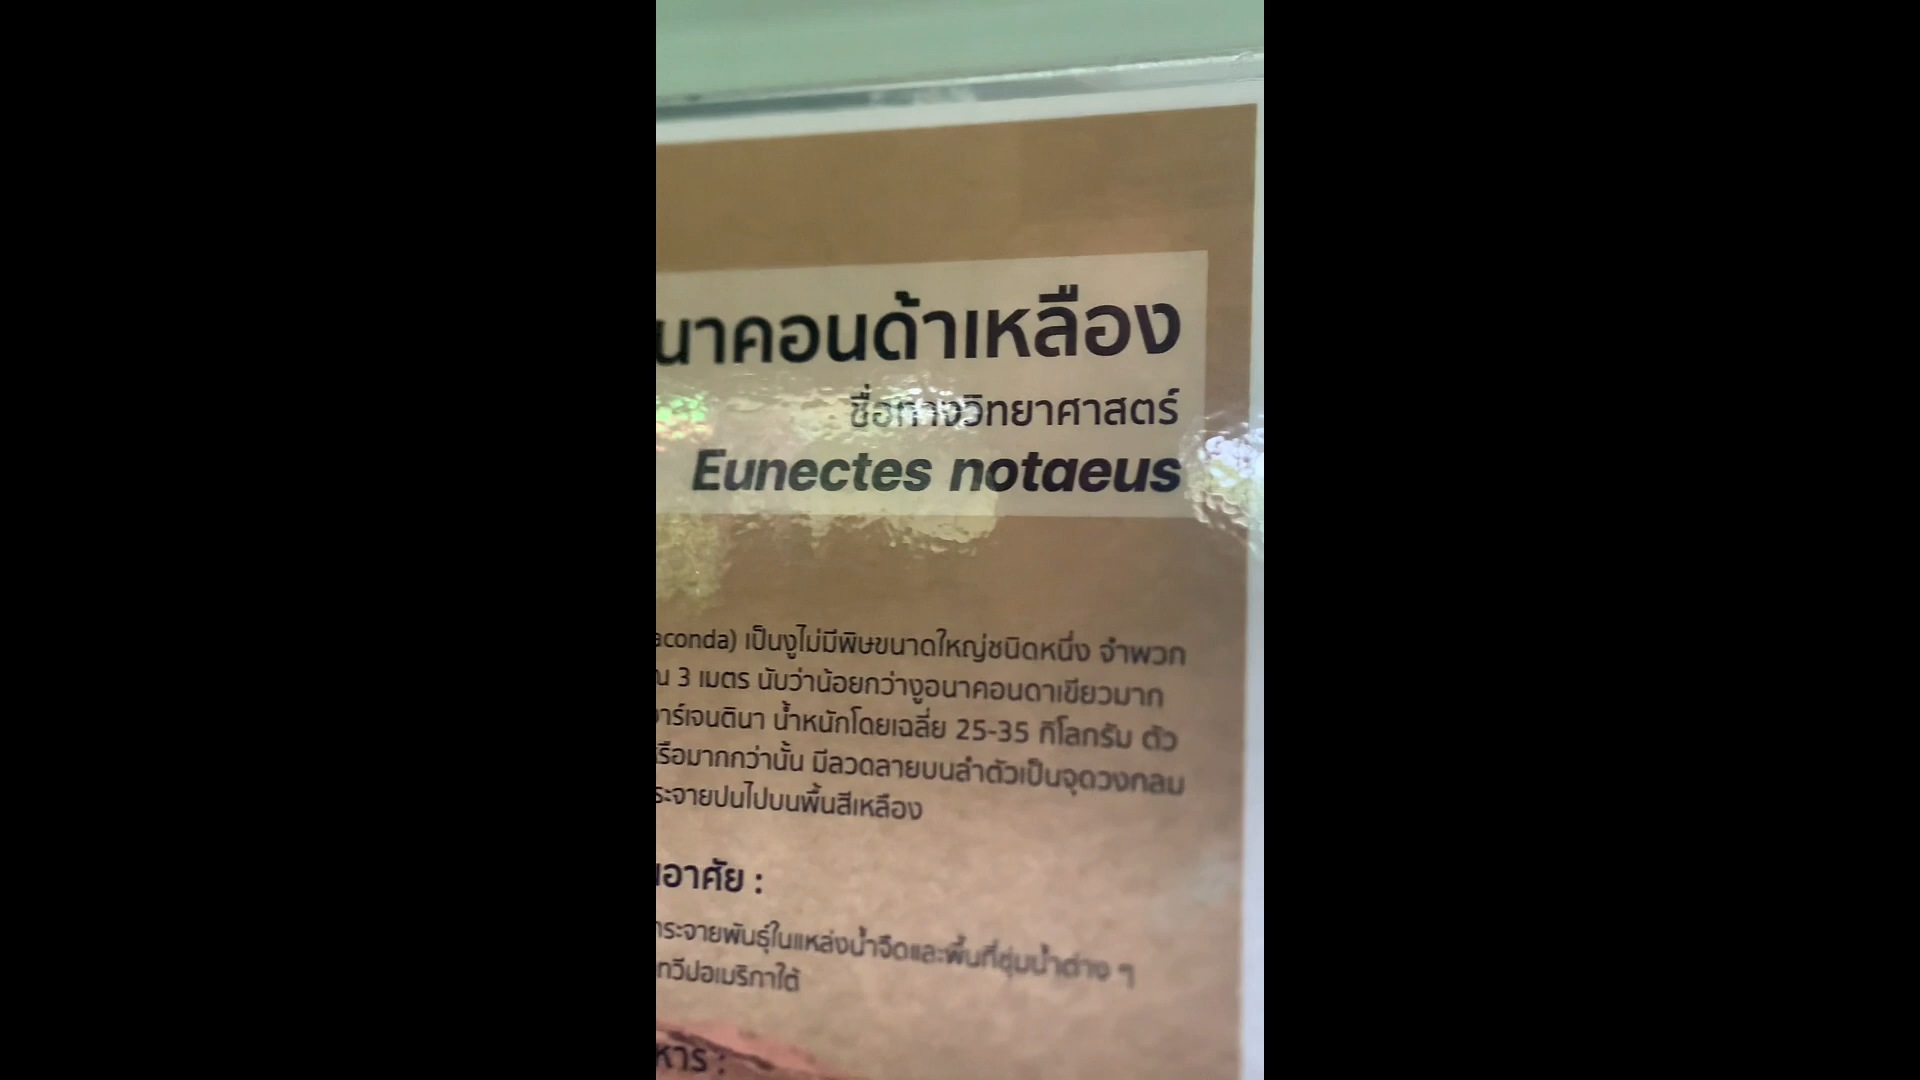 นาคอนด้าเหลือง
ชื่อทางวิทยาศาสตร์
Eunectes notaeus
aconda) เป็นงูไม่มีพิษขนาดใหญ่ชนิดหนึ่ง จำพวก
ณ 3 เมตร นับว่าน้อยกว่างูอนาคอนดาเขียวมาก
อาร์เจนตินา น้ำหนักโดยเฉลี่ย 25-35 กิโลกรัม ตัว
หรือมากกว่านั้น มีลวดลายบนลำตัวเป็นจุดวงกลม
ระจายปนไปบนพื้นสีเหลือง
นอาศัย :
กระจายพันธุ์ในแหล่งน้ำจืดและพื้นที่ชุ่มน้ำต่าง ๆ
ทวีปอเมริกาใต้
หาร :